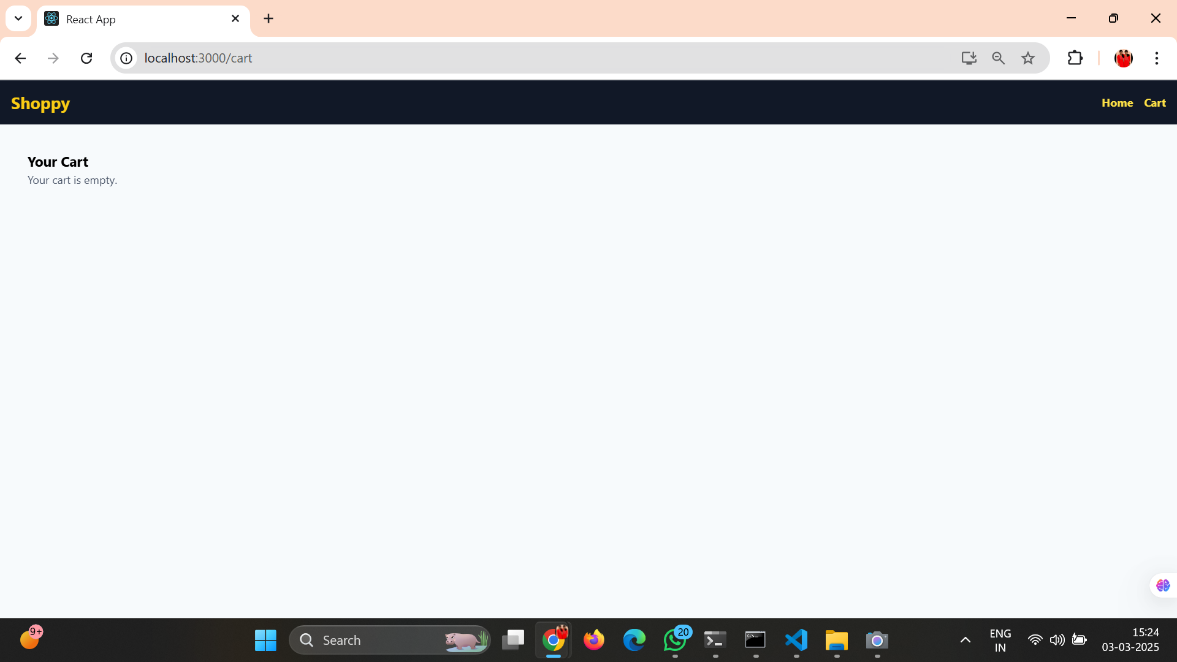 React App
localhost:3000/cart
Shoppy
Home Cart
Your Cart
Your cart is empty.
9+
Search
20
ENG
IN
15:24
03-03-2025